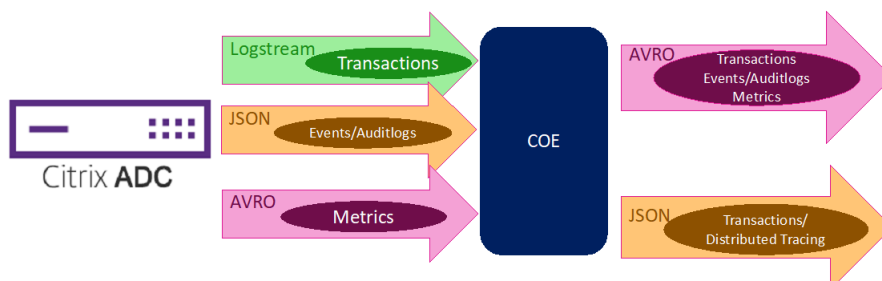 Logstream
Transactions
JSON
Events/Auditlogs
AVRO
Metrics
Citrix ADC
COE
AVRO
Transactions
Events/Auditlogs
Metrics
JSON
Transactions/
Distributed Tracing